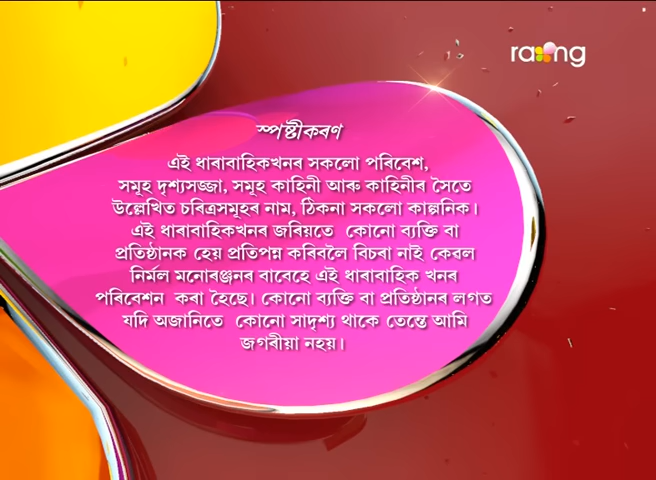 rang
স্পষ্টীকৰণ
এই ধাৰাবাহিকখনৰ সকলো পৰিবেশ,
সমূহ দৃশ্যসজ্জা, সমূহ কাহিনী আৰু কাহিনীৰ সৈতে
উল্লেখিত চৰিত্ৰসমূহৰ নাম, ঠিকনা সকলো কাল্পনিক।
এই ধাৰাবাহিকখনৰ জৰিয়তে কোনো ব্যক্তি বা
প্ৰতিষ্ঠানক হেয় প্ৰতিপন্ন কৰিবলৈ বিচৰা নাই কেৱল
নিৰ্মল মনোৰঞ্জনৰ বাবেহে এই ধাৰাবাহিক খনৰ
পৰিবেশন কৰা হৈছে। কোনো ব্যক্তি বা প্ৰতিষ্ঠানৰ লগত
যদি অজানিতে কোনো সাদৃশ্য থাকে তেন্তে আমি
জগৰীয়া নহয়।